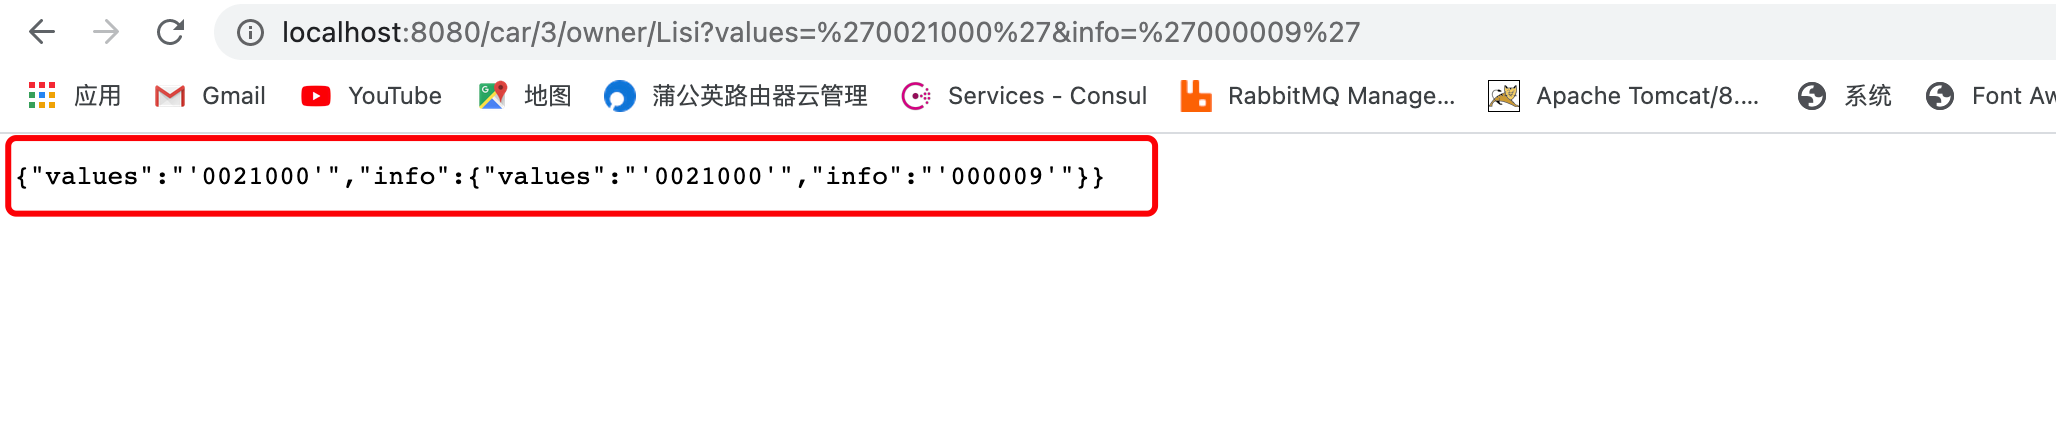 localhost:8080/car/3/owner/Lisi?values=%270021000%27&info=%27000009%27
应用 Gmail YouTube 地图 蒲公英路由器云管理 Services - Consul RabbitMQ Manage... Apache Tomcat/8.... 系统 Font Aw
{"values":"'0021000'","info":{"values":"'0021000'","info":"'000009'"}}